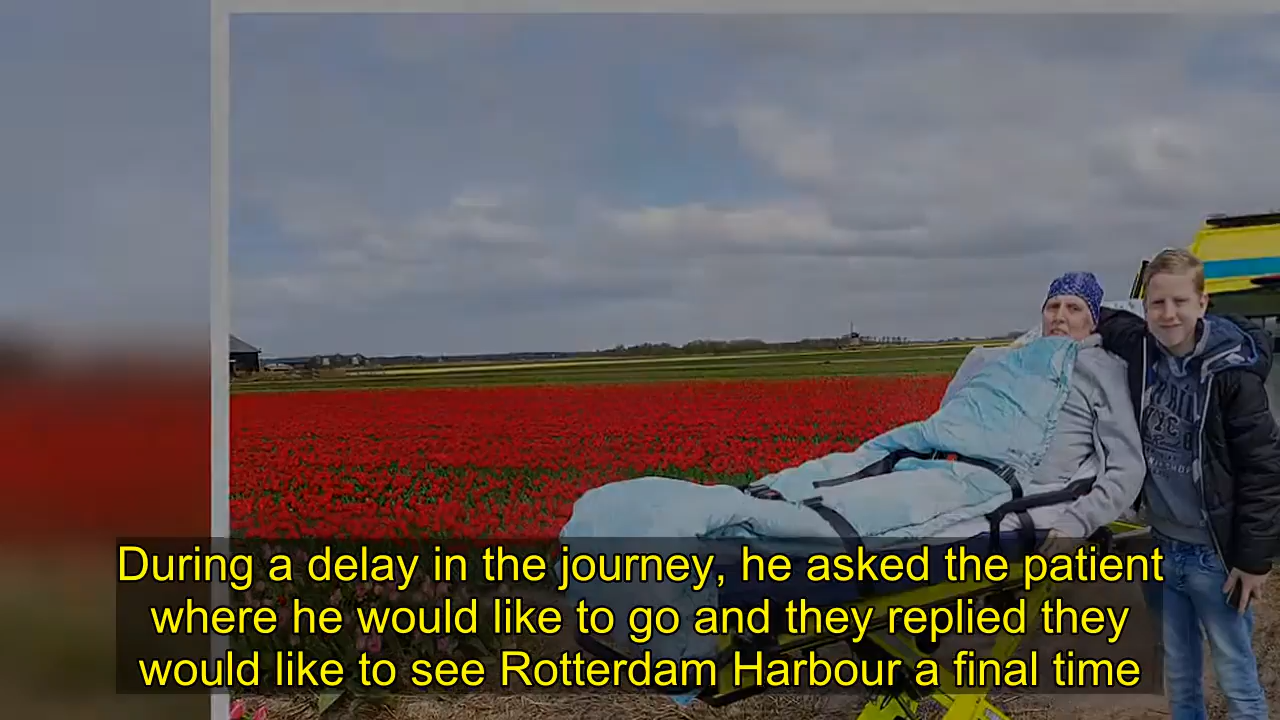 During a delay in the journey, he asked the patient
where he would like to go and they replied they
would like to see Rotterdam Harbour a final time